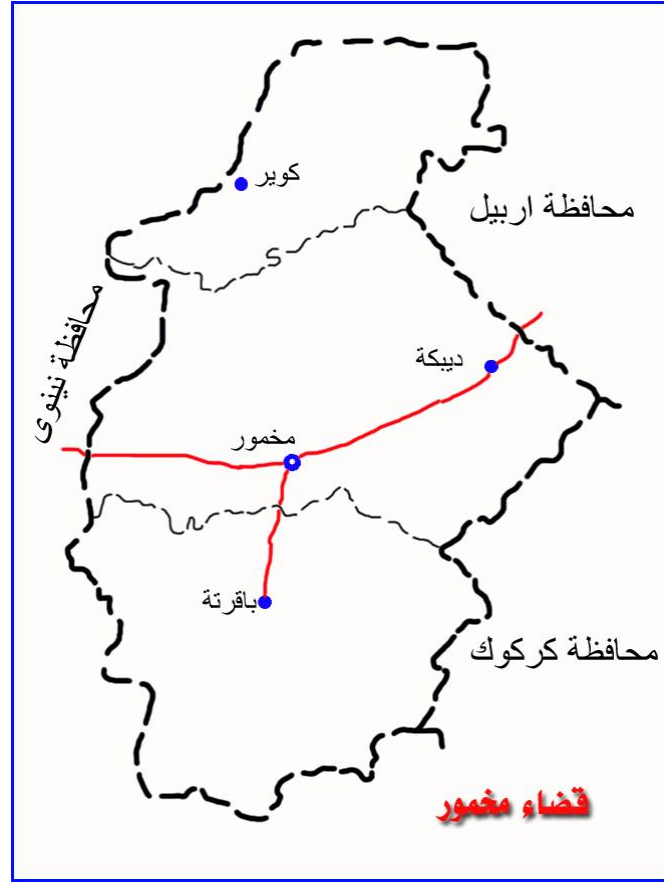 كوير
محافظة اربيل
محافظة نينوى
ديبكة
مخمور
باقرتة
محافظة كركوك
قضاء مخمور